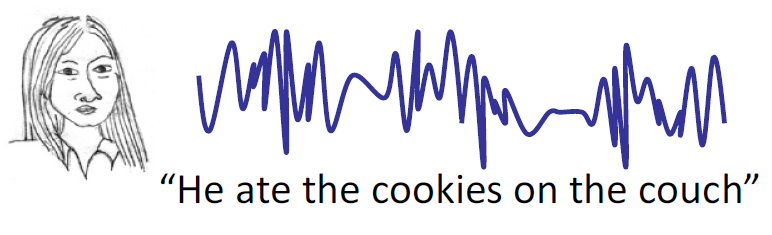 “He ate the cookies on the couch”